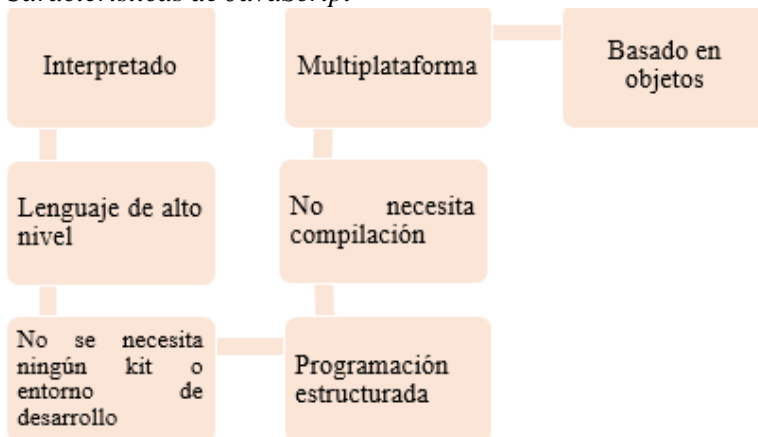 Características de JavaScript
Interpretado
Lenguaje de alto
nivel
No se necesita
ningún kit o
entorno de
desarrollo
Programación
estructurada
No necesita
compilación
Multiplataforma
Basado en
objetos